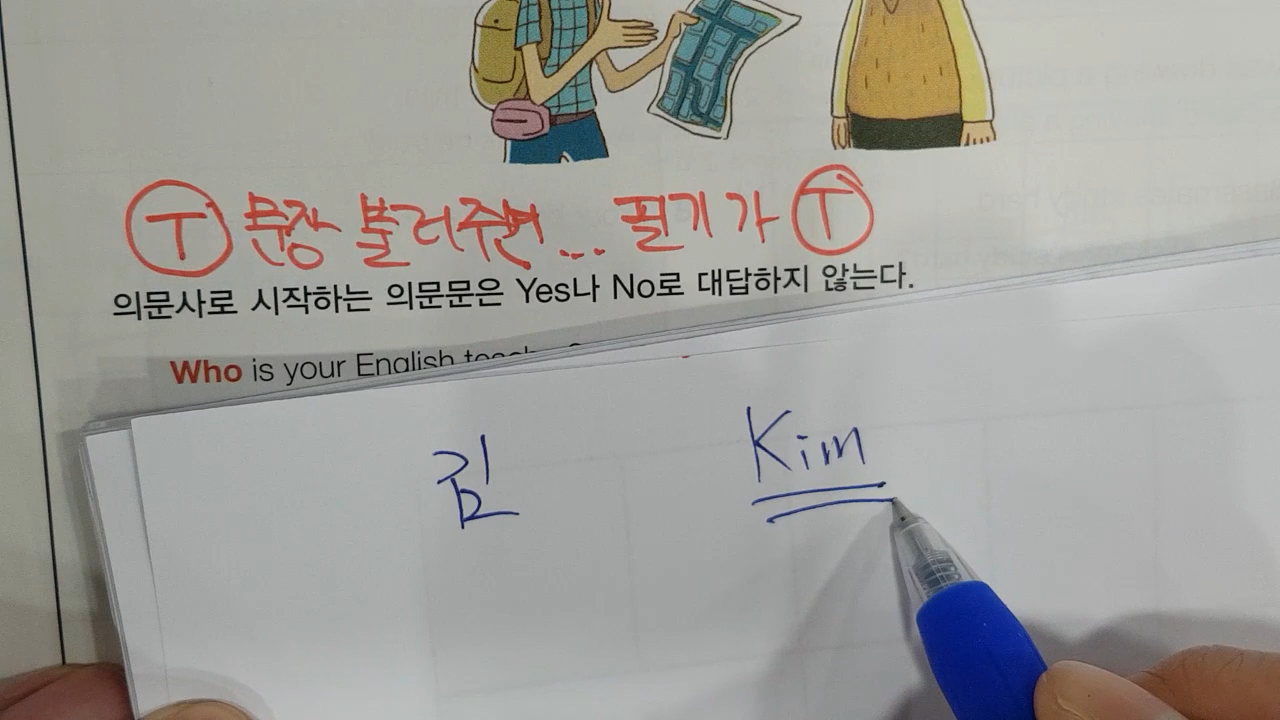 Ⓣ 문장 불러주면... 필기 가 Ⓣ
의문사로 시작하는 의문문은 Yes나 No로 대답하지 않는다.
Who is your English
김 Kim